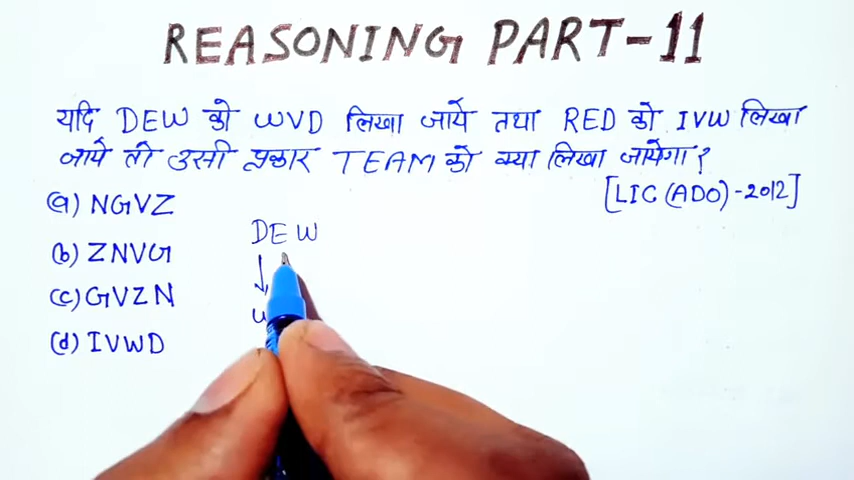 REASONING PART-11
यदि DEW को WVD लिखा जाये तथा RED को IVW लिखा
जाये तो उसी प्रकार TEAM को क्या लिखा जायेगा?
[LIC (ADO)-2012]
(a) NGVZ
(b) ZNVG
(c) GVZN
(d) IVWD
DEW